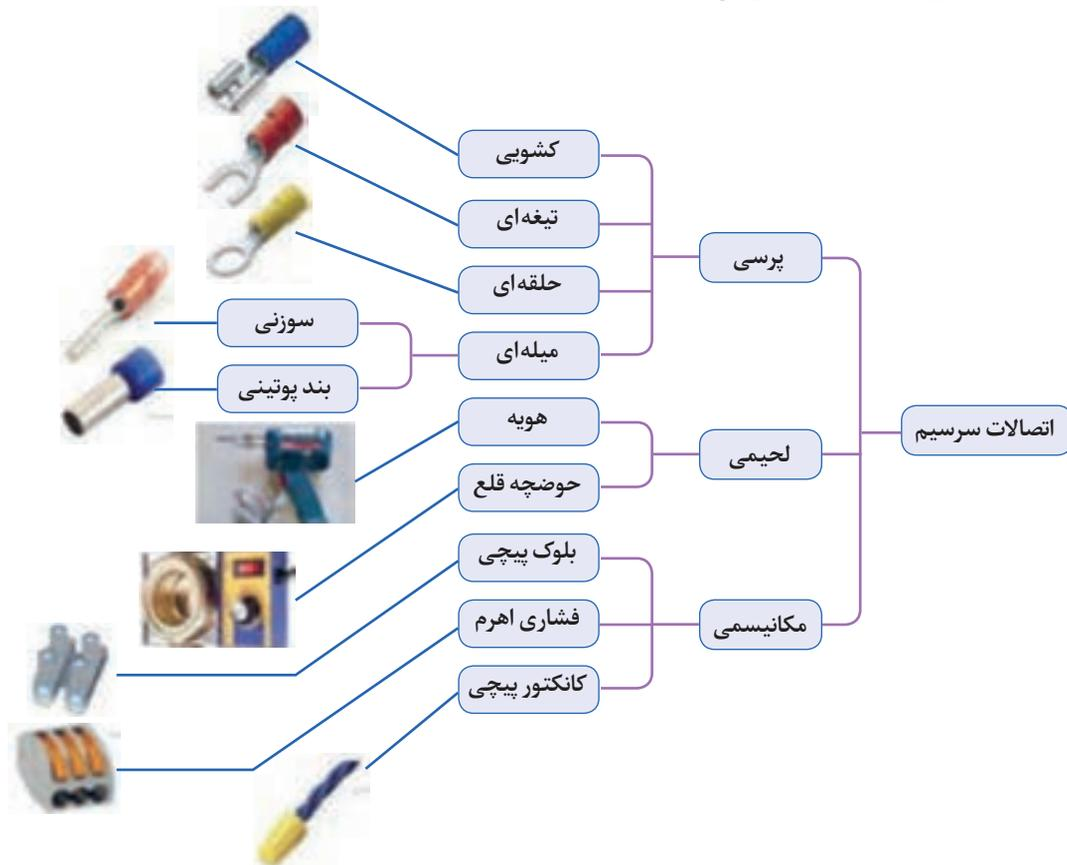 اتصالات سرسیم
پرسی
کشویی
تیغه‌ای
حلقه‌ای
میله‌ای
سوزنی
بند پوتینی
لحیمی
هویه
حوضچه قلع
مکانیسمی
بلوک پیچی
فشاری اهرم
کانکتور پیچی